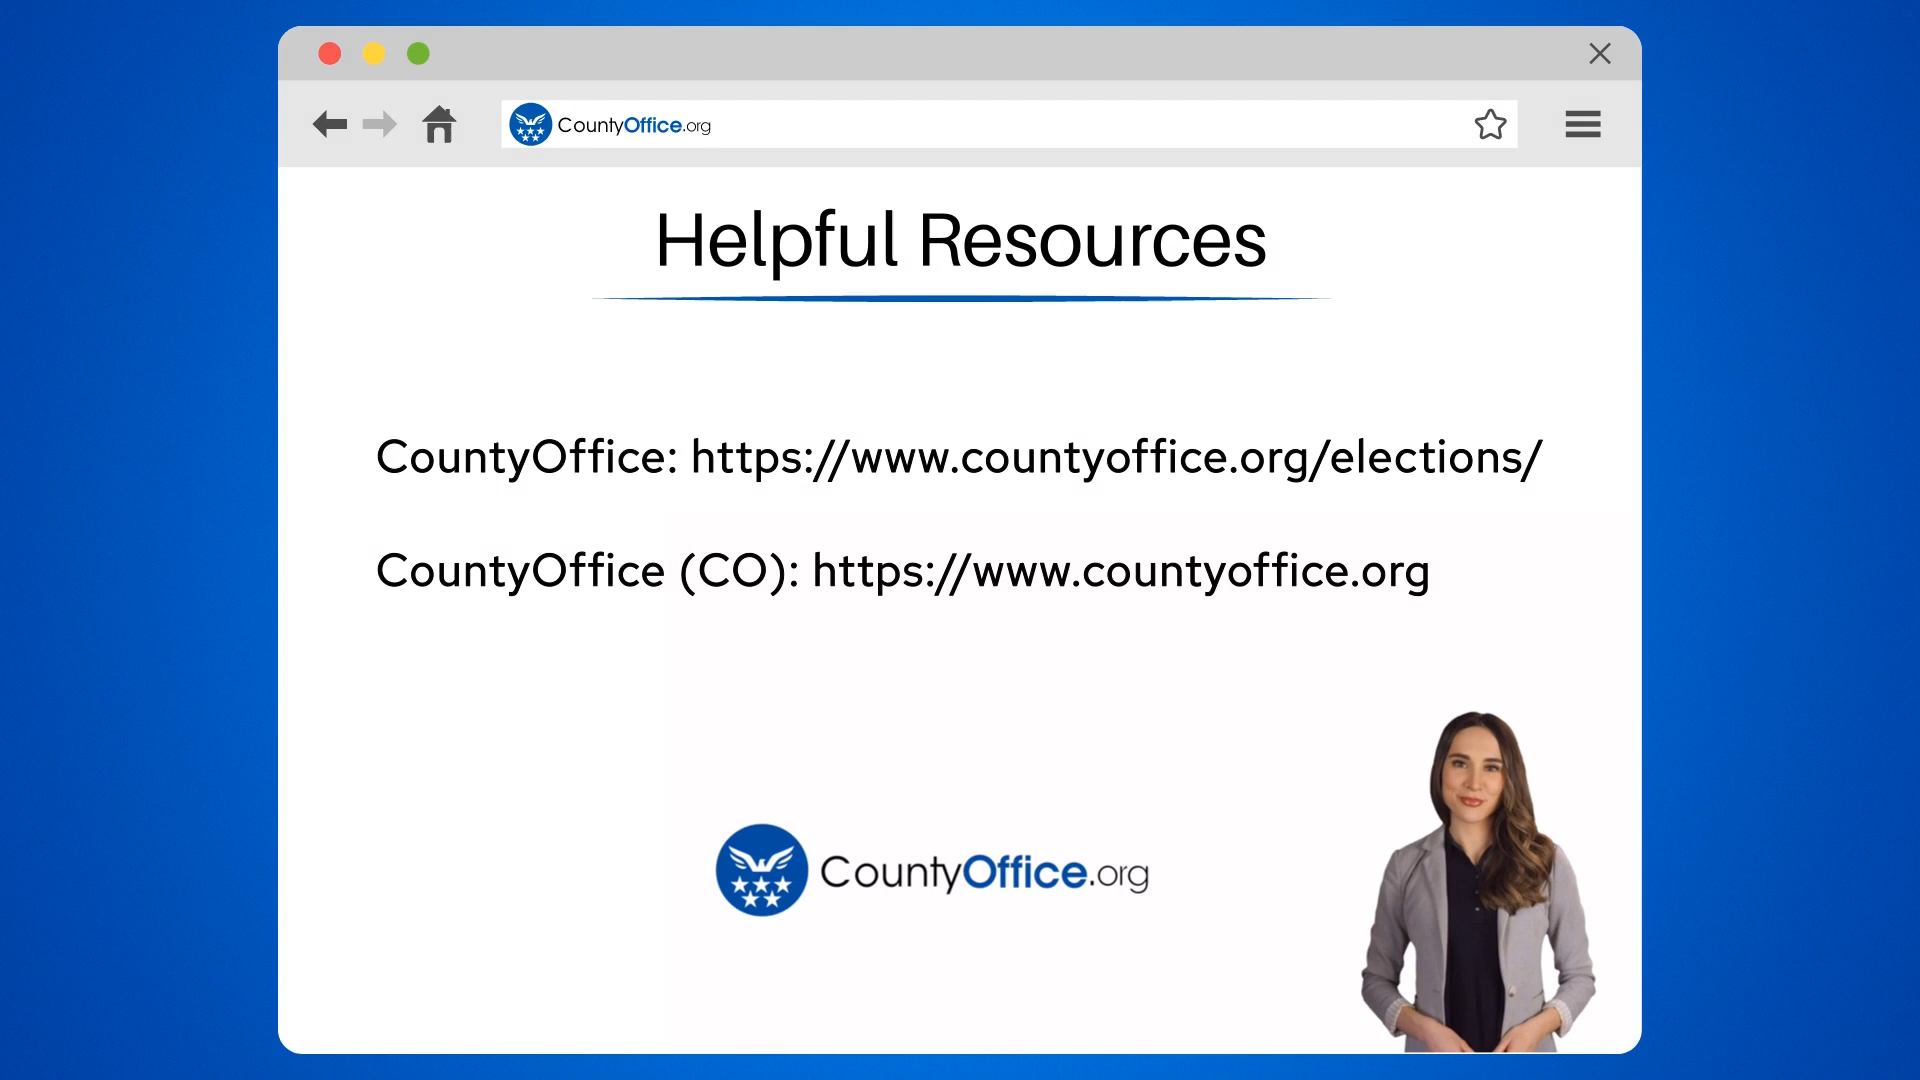 CountyOffice.org
Helpful Resources
CountyOffice: https://www.countyoffice.org/elections/
CountyOffice (CO): https://www.countyoffice.org
CountyOffice.org